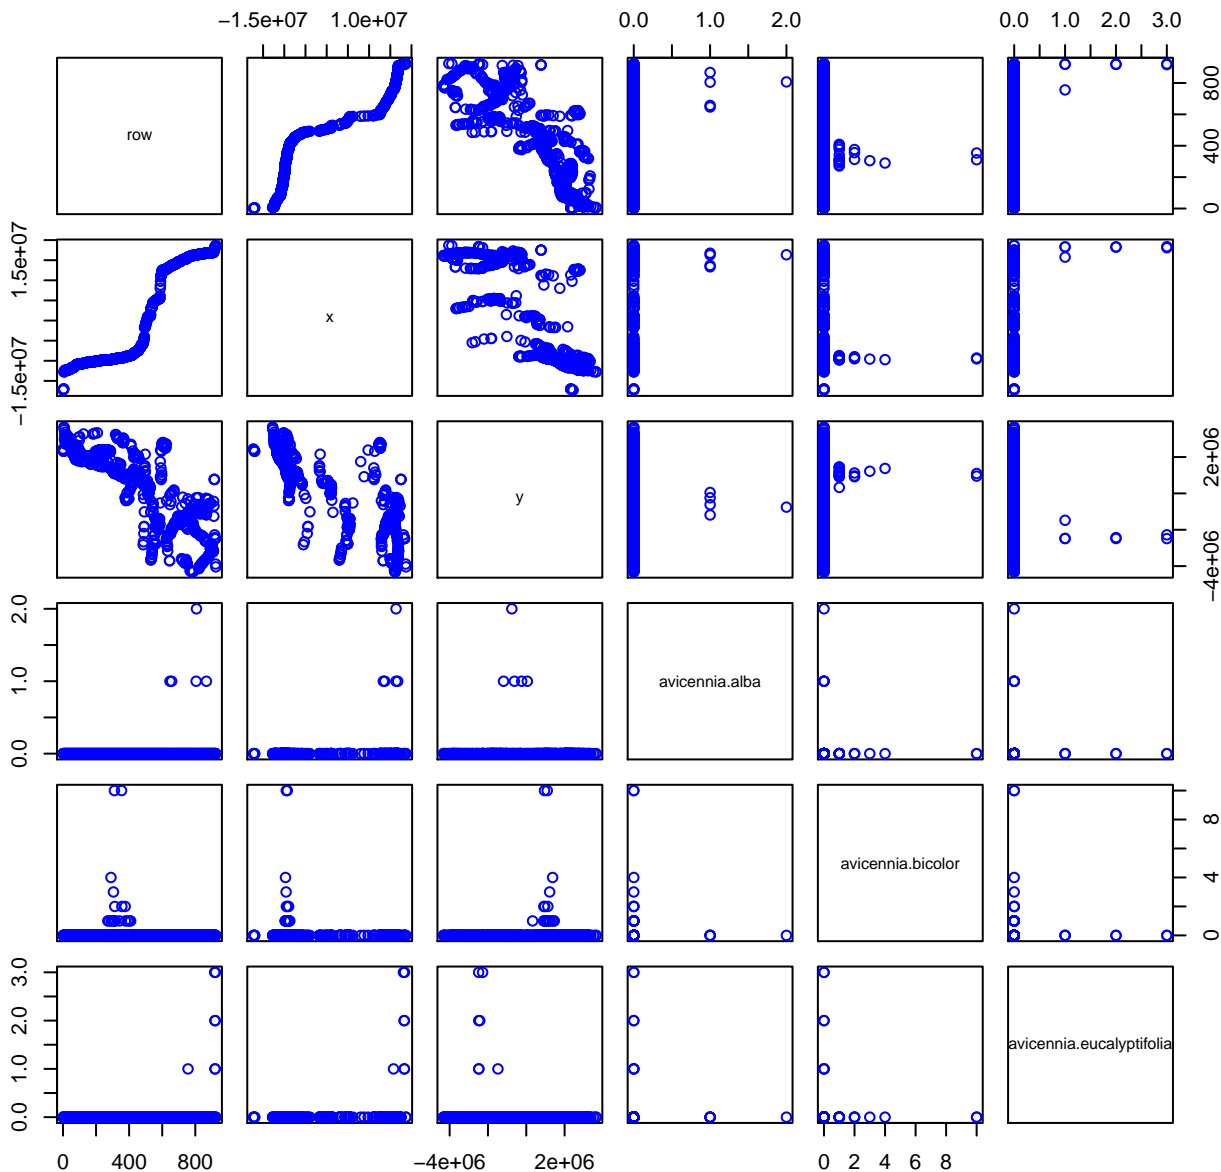 −1.5e+07 1.0e+07 0.0 1.0 2.0 0.0 1.0 2.0 3.0
row 0 400 800
−1.5e+07 1.5e+07 x
y −4e+06 2e+06
0.0 1.0 2.0 avicennia.alba
avicennia.bicolor 0 4 8
0.0 1.0 2.0 3.0 avicennia.eucalyptifolia
0 400 800 −4e+06 2e+06 0 2 4 6 8